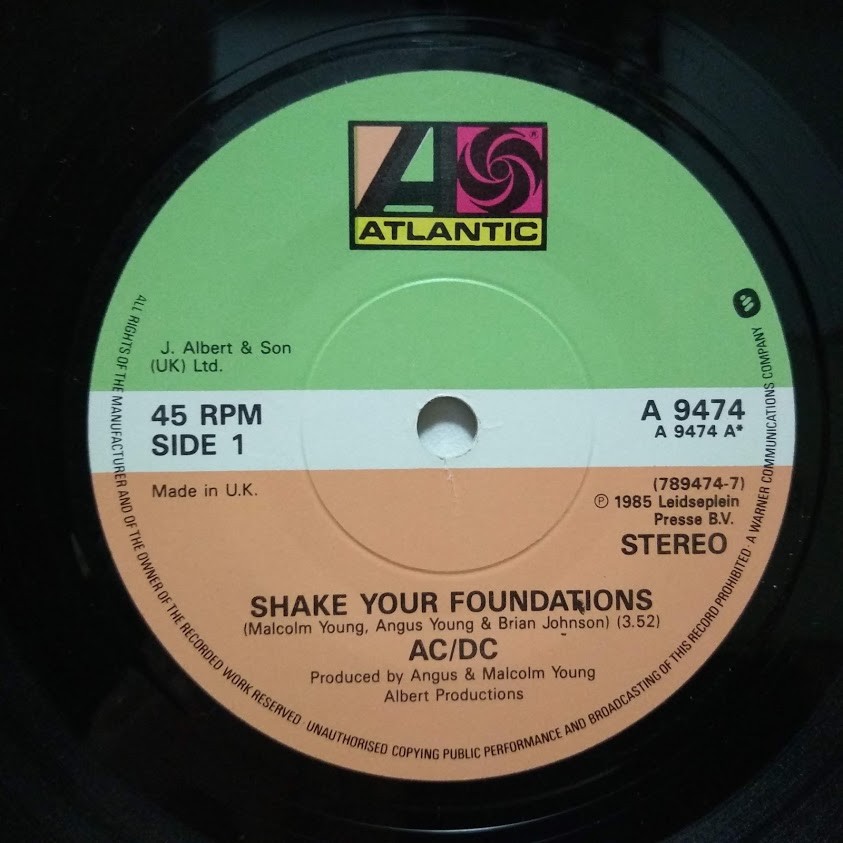 ATLANTIC
J. Albert & Son
(UK) Ltd.
45 RPM
SIDE 1
A 9474
A 9474 A*
Made in U.K.
(789474-7)
℗ 1985 Leidseplein
Presse B.V.
STEREO
SHAKE YOUR FOUNDATIONS
(Malcolm Young, Angus Young & Brian Johnson) (3.52)
AC/DC
Produced by Angus & Malcolm Young
Albert Productions
ALL RIGHTS OF THE MANUFACTURER AND OF THE OWNER OF THE RECORDED WORK RESERVED UNAUTHORISED COPYING PUBLIC PERFORMANCE AND BROADCASTING OF THIS RECORD PROHIBITED · A WARNER COMMUNICATIONS COMPANY